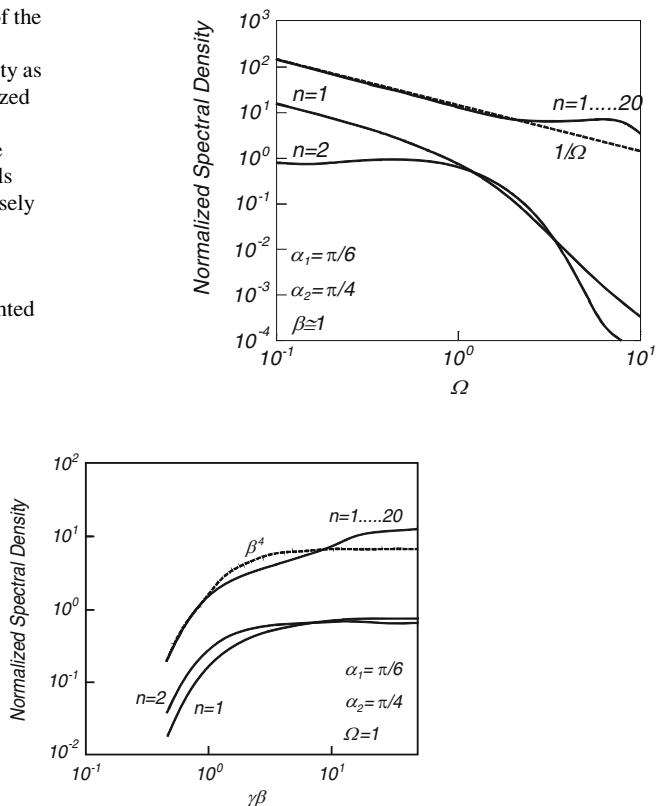 of the
ty as
zed
e
ls
sely
nted
Normalized Spectral Density
10^3
10^2
10^1
10^0
10^-1
10^-2
10^-3
10^-4
n=1
n=2
n=1.....20
1/Ω
α₁=π/6
α₂=π/4
β≅1
10^-1
10^0
10^1
Ω
Normalized Spectral Density
10^2
10^1
10^0
10^-1
10^-2
n=1.....20
β^4
n=2
n=1
α₁=π/6
α₂=π/4
Ω=1
10^-1
10^0
10^1
γβ